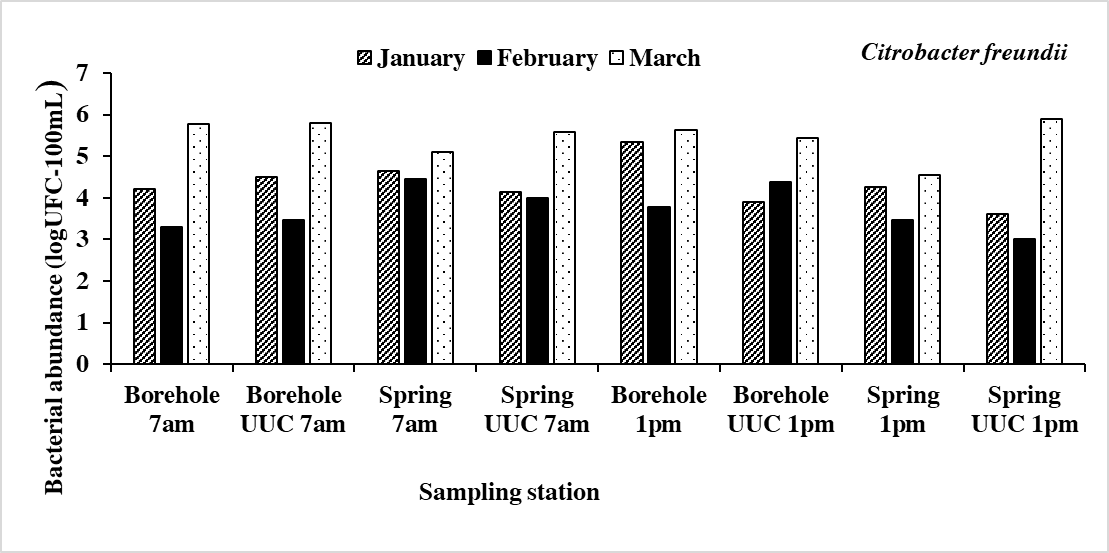 January February March
Citrobacter freundii
Bacterial abundance (logUFC-100mL)
7
6
5
4
3
2
1
0
Borehole Borehole Spring Spring Borehole Borehole Spring Spring
7am UUC 7am 7am UUC 7am 1pm UUC 1pm 1pm UUC 1pm
Sampling station